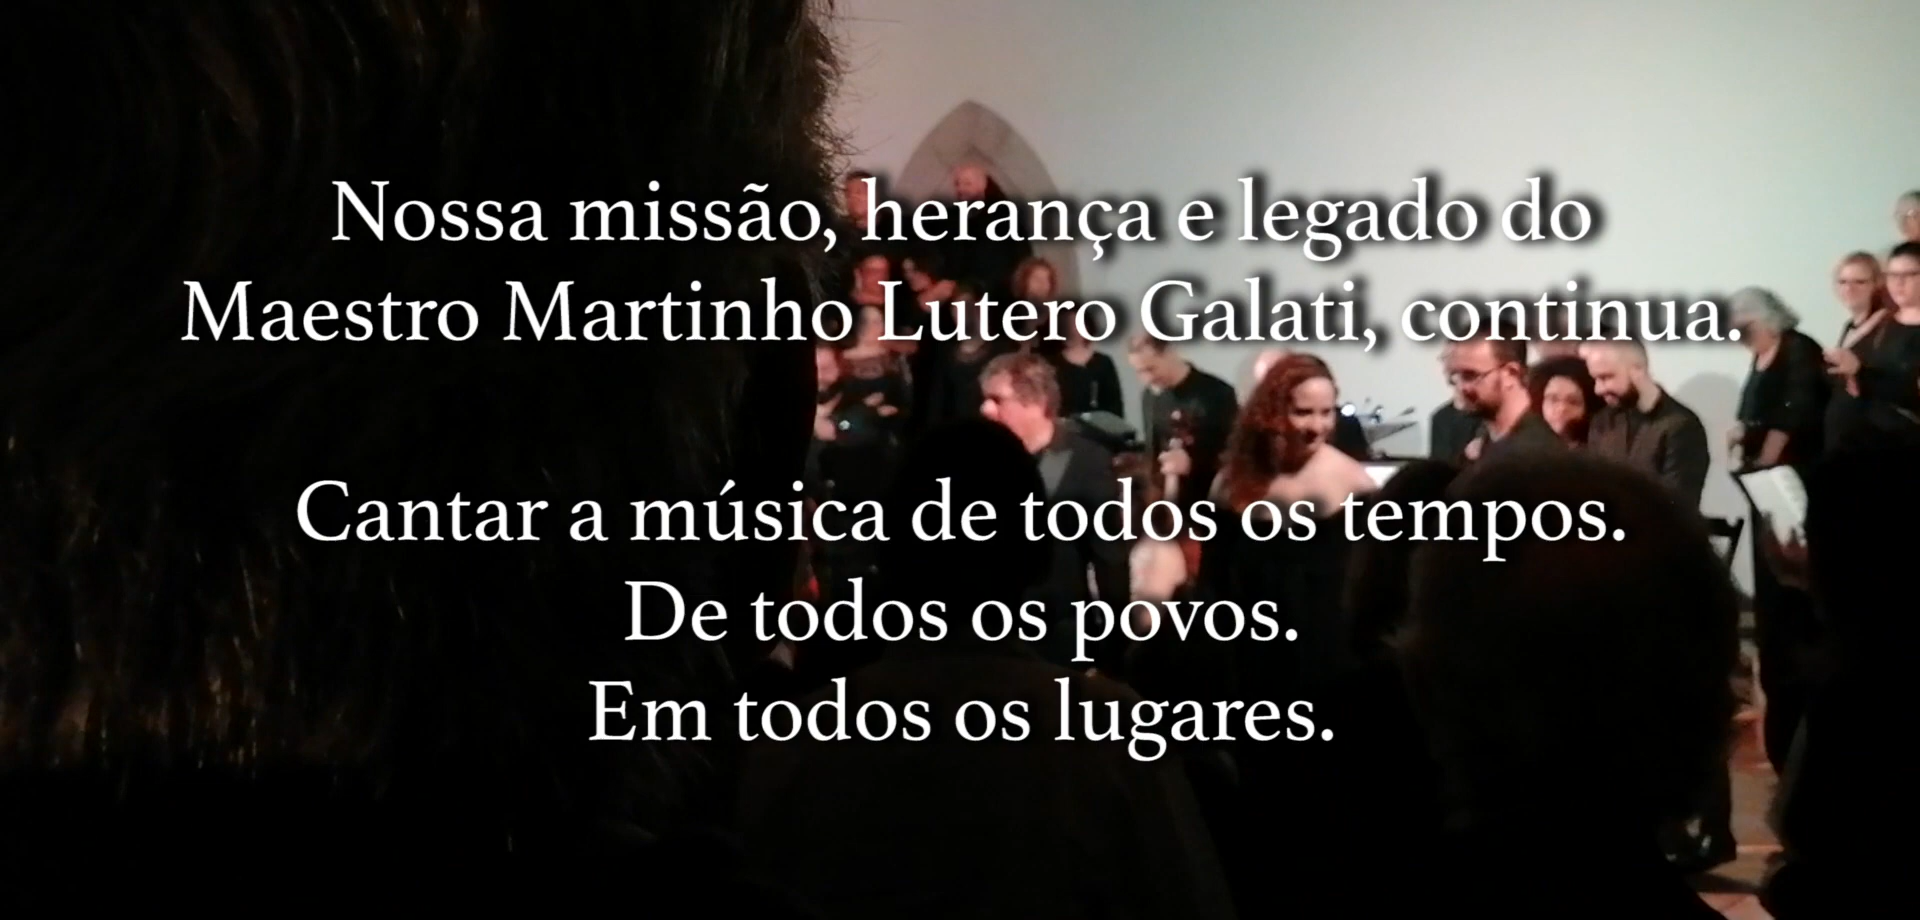 Nossa missão, herança e legado do
Maestro Martinho Lutero Galati, continua.
Cantar a música de todos os tempos.
De todos os povos.
Em todos os lugares.